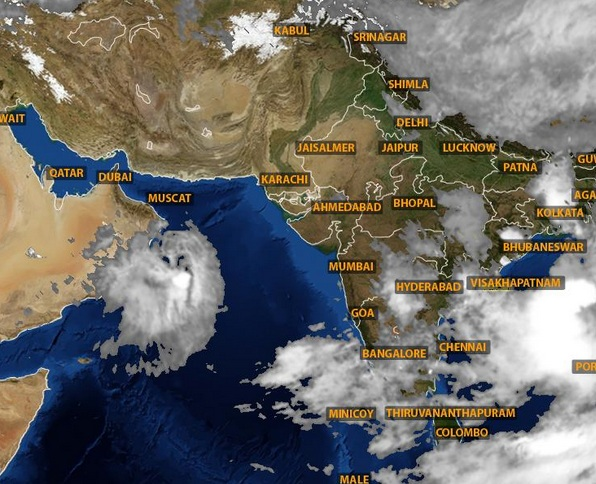 KABUL
SRINAGAR
SHIMLA
WAIT
DELHI
JAISALMER
JAIPUR
LUCKNOW
PATNA
GU
QATAR
DUBAI
KARACHI
MUSCAT
AHMEDABAD
BHOPAL
AGA
KOLKATA
BHUBANESWAR
MUMBAI
HYDERABAD
VISAKHAPATNAM
GOA
BANGALORE
CHENNAI
POR
MINICOY
THIRUVANANTHAPURAM
COLOMBO
MALE